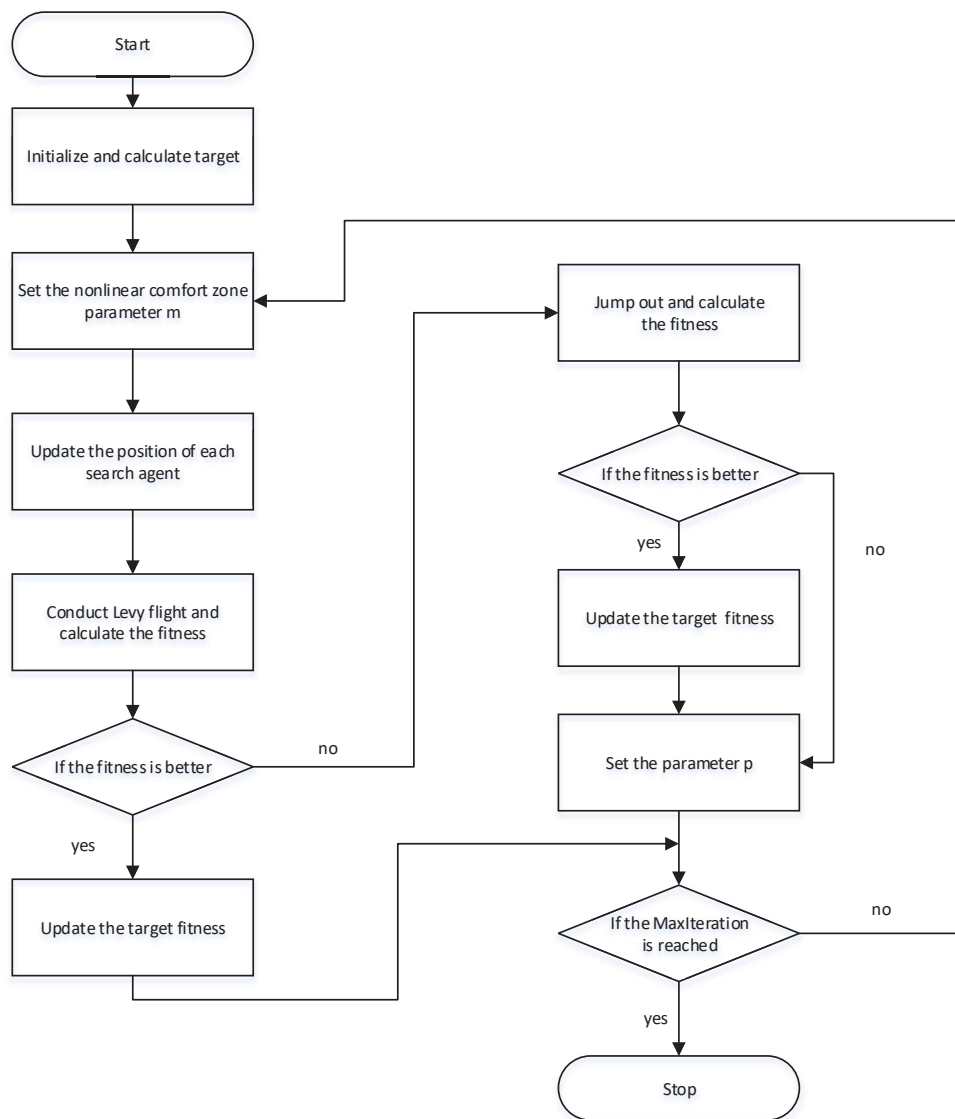 Start
Initialize and calculate target
Set the nonlinear comfort zone
parameter m
Update the position of each
search agent
Conduct Levy flight and
calculate the fitness
If the fitness is better
no
yes
Update the target fitness
Jump out and calculate
the fitness
If the fitness is better
no
yes
Update the target fitness
Set the parameter p
If the MaxIteration
is reached
no
yes
Stop